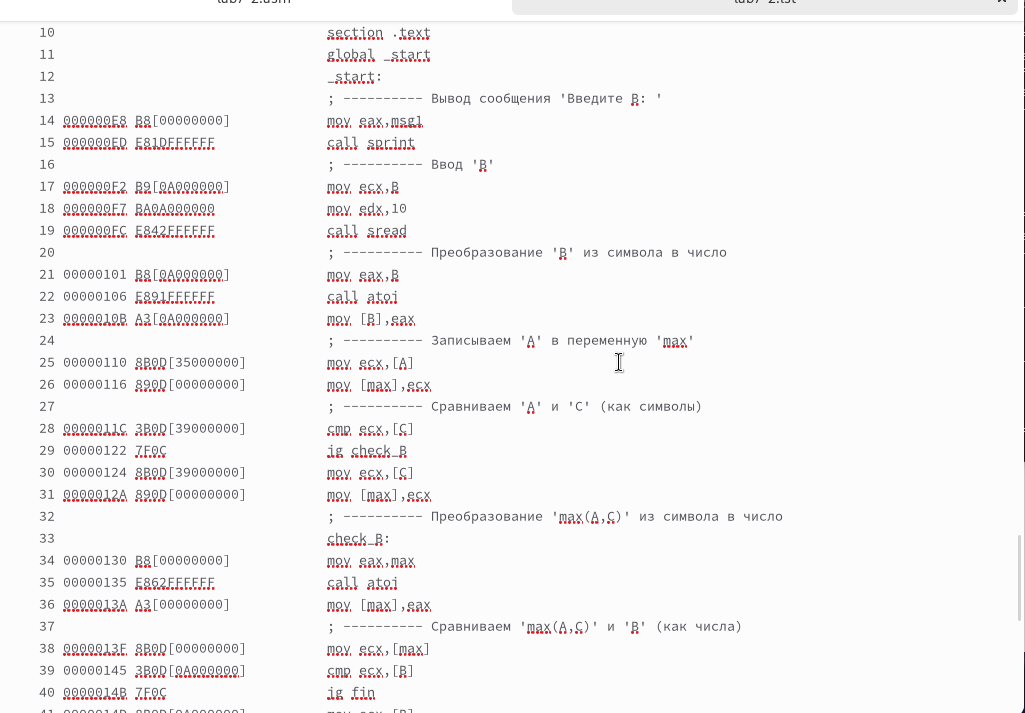 lab7-2.asm lab7-2.lst
10 section .text
11 global _start
12 _start:
13 ; ---------- Вывод сообщения 'Введите B: '
14 000000E8 B8[00000000] mov eax,msg1
15 000000ED E81DFFFFFF call sprint
16 ; ---------- Ввод 'B'
17 000000F2 B9[0A000000] mov ecx,B
18 000000F7 BA0A000000 mov edx,10
19 000000FC E842FFFFFF call sread
20 ; ---------- Преобразование 'B' из символа в число
21 00000101 B8[0A000000] mov eax,B
22 00000106 E891FFFFFF call atoi
23 0000010B A3[0A000000] mov [B],eax
24 ; ---------- Записываем 'A' в переменную 'max'
25 00000110 8B0D[35000000] mov ecx,[A]
26 00000116 890D[00000000] mov [max],ecx
27 ; ---------- Сравниваем 'A' и 'С' (как символы)
28 0000011C 3B0D[39000000] cmp ecx,[C]
29 00000122 7F0C jg check_B
30 00000124 8B0D[39000000] mov ecx,[C]
31 0000012A 890D[00000000] mov [max],ecx
32 ; ---------- Преобразование 'max(A,C)' из символа в число
33 check_B:
34 00000130 B8[00000000] mov eax,max
35 00000135 E862FFFFFF call atoi
36 0000013A A3[00000000] mov [max],eax
37 ; ---------- Сравниваем 'max(A,C)' и 'B' (как числа)
38 0000013F 8B0D[00000000] mov ecx,[max]
39 00000145 3B0D[0A000000] cmp ecx,[B]
40 0000014B 7F0C jg fin
41 0000014D 8B0D[0A000000] mov ecx,[B]